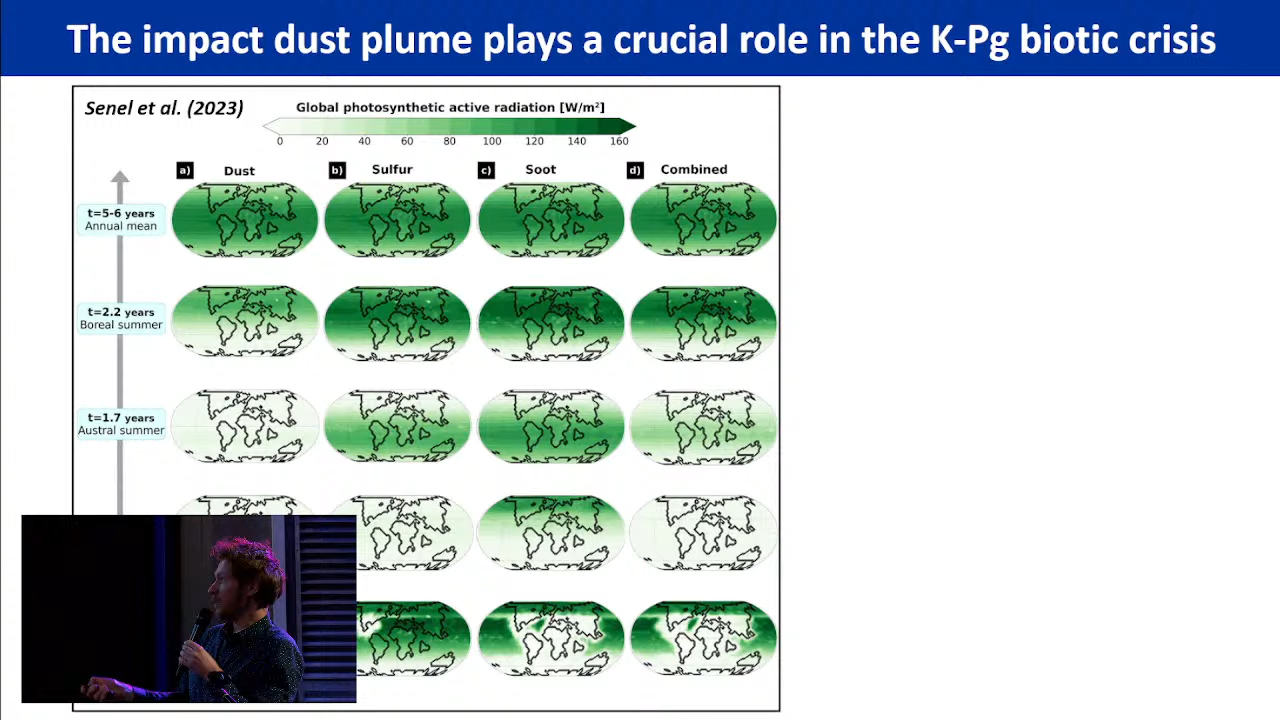 The impact dust plume plays a crucial role in the K-Pg biotic crisis
Senel et al. (2023)
Global photosynthetic active radiation [W/m²]
0 20 40 60 80 100 120 140 160
a) Dust b) Sulfur c) Soot d) Combined
t=5-6 years
Annual mean
t=2.2 years
Boreal summer
t=1.7 years
Austral summer